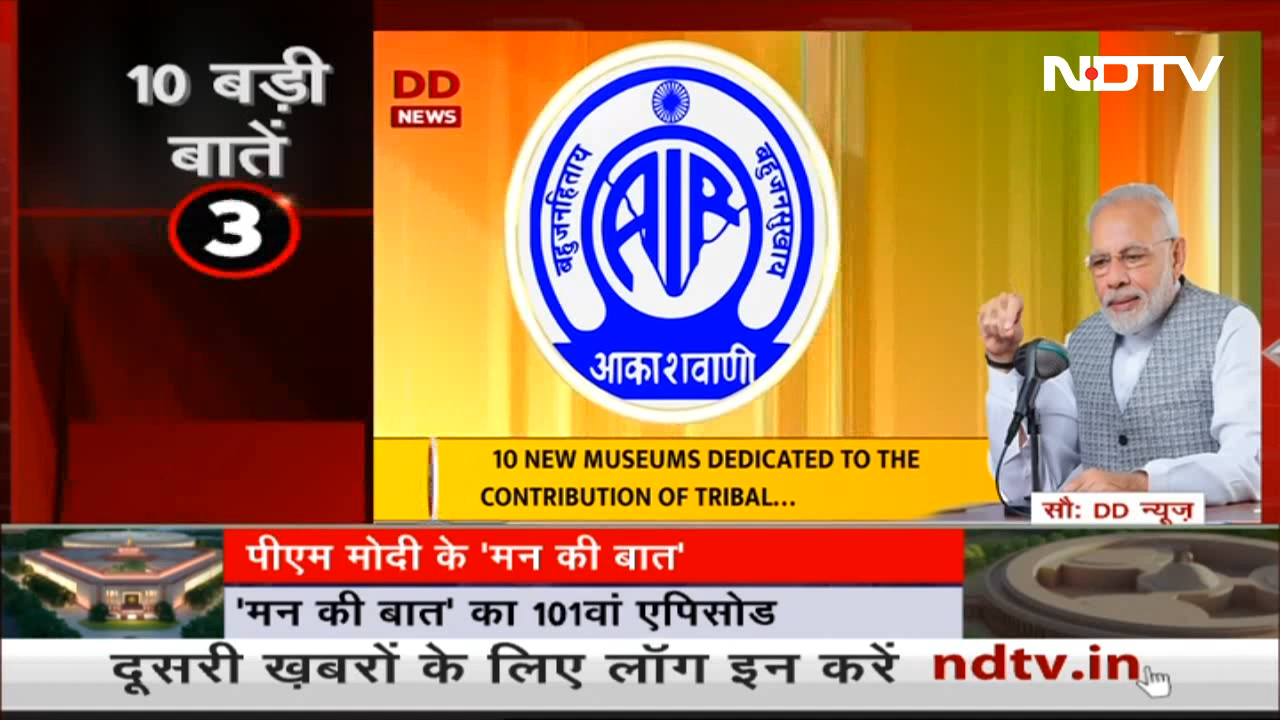 10 बड़ी
बातें
3
DD
NEWS
NDTV
बहुजनहिताय
बहुजनसुखाय
AIR
आकाशवाणी
10 NEW MUSEUMS DEDICATED TO THE
CONTRIBUTION OF TRIBAL...
सौ: DD न्यूज़
पीएम मोदी के 'मन की बात'
'मन की बात' का 101वां एपिसोड
दूसरी ख़बरों के लिए लॉग इन करें ndtv.in